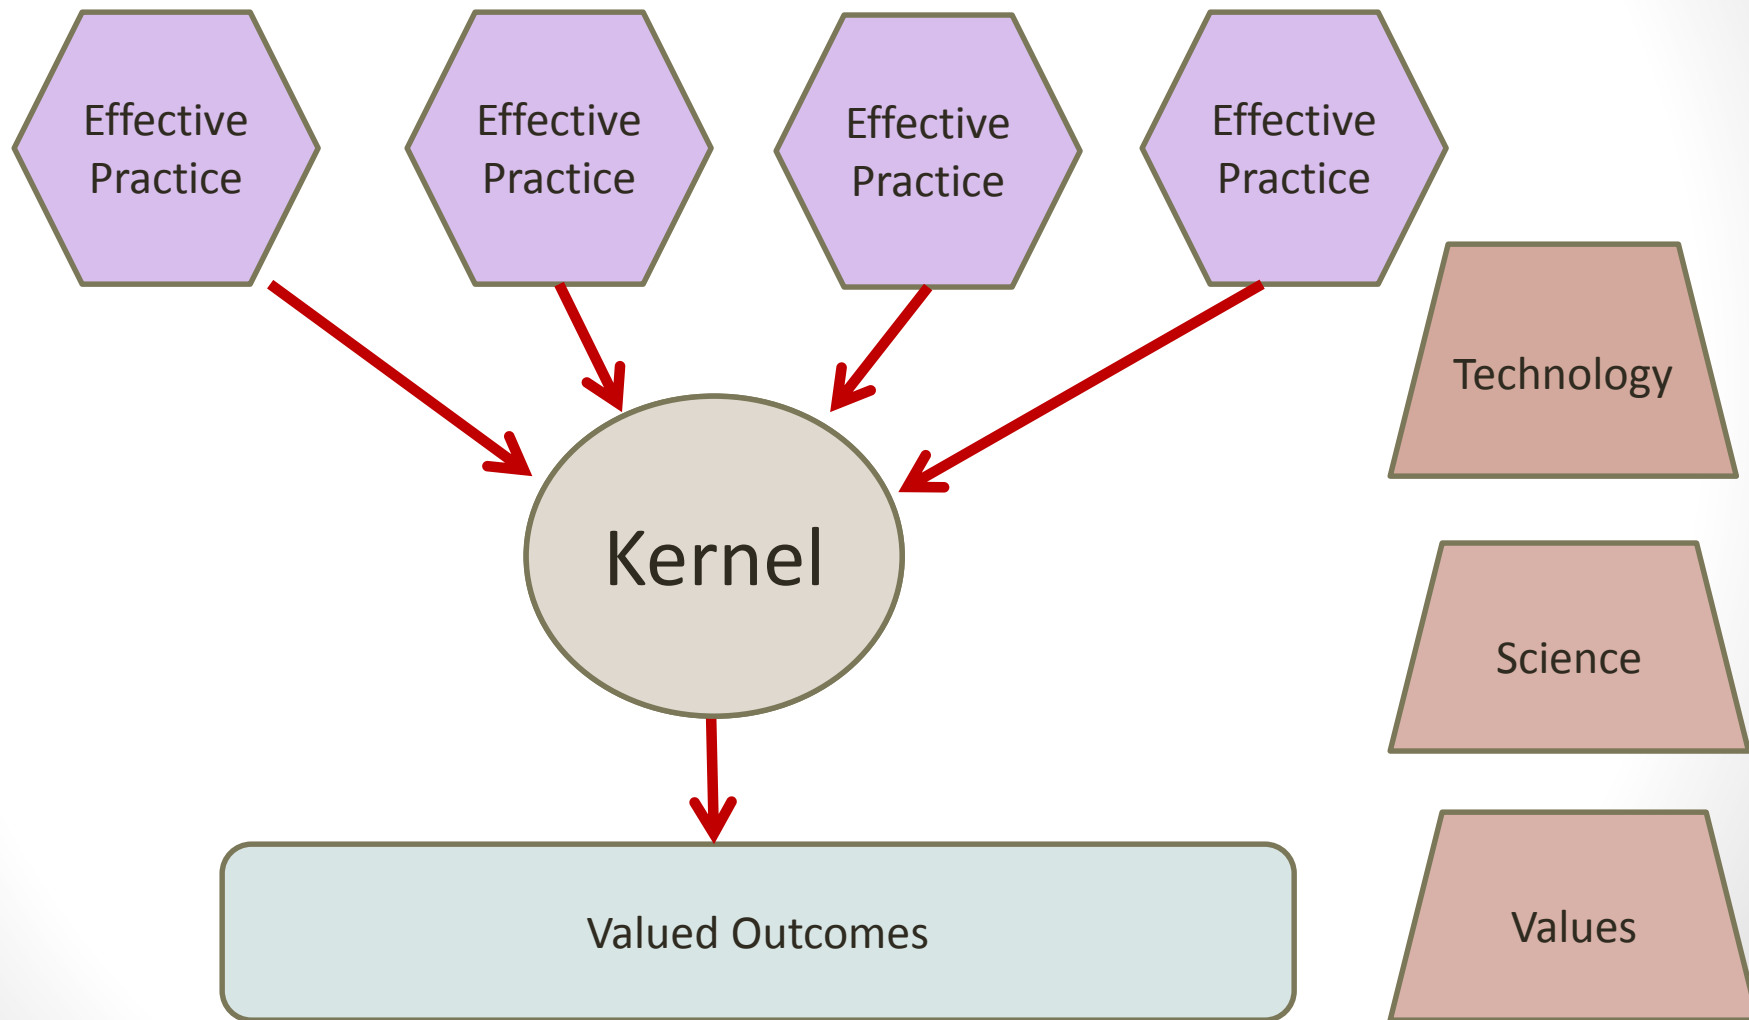 Effective
Practice
Effective
Practice
Effective
Practice
Effective
Practice
Technology
Kernel
Science
Valued Outcomes
Values